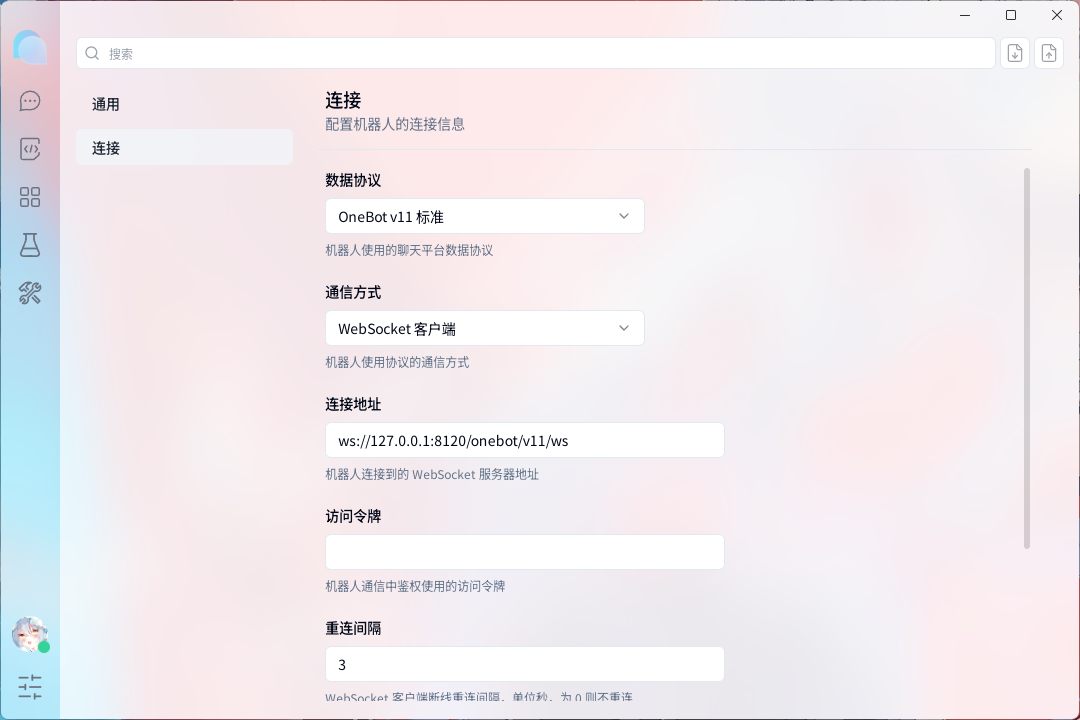 搜索
通用
连接
连接
配置机器人的连接信息
数据协议
OneBot v11 标准
机器人使用的聊天平台数据协议
通信方式
WebSocket 客户端
机器人使用协议的通信方式
连接地址
ws://127.0.0.1:8120/onebot/v11/ws
机器人连接到的 WebSocket 服务器地址
访问令牌
机器人通信中鉴权使用的访问令牌
重连间隔
3
WebSocket 客户端断线重连间隔，单位秒，为 0 则不重连